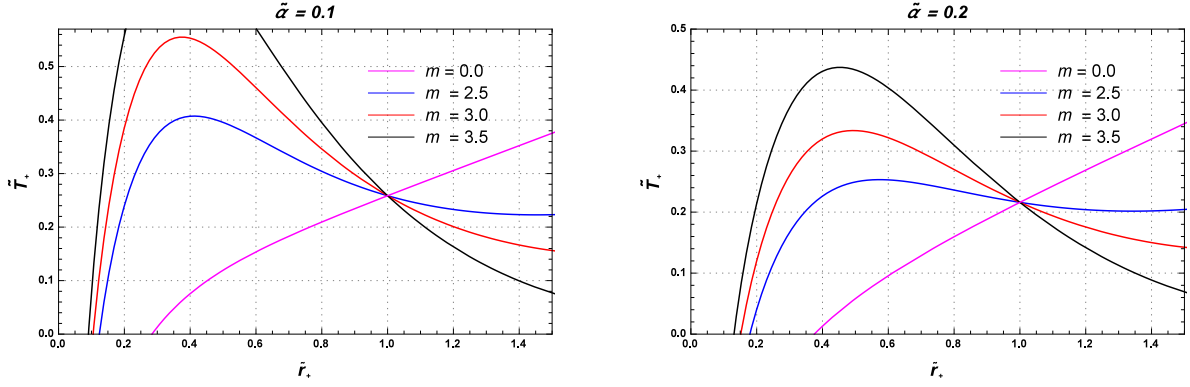 α̃ = 0.1
T̃₊
0.5
0.4
0.3
0.2
0.1
0.0
m = 0.0
m = 2.5
m = 3.0
m = 3.5
0.0 0.2 0.4 0.6 0.8 1.0 1.2 1.4
r̃₊
α̃ = 0.2
T̃₊
0.5
0.4
0.3
0.2
0.1
0.0
m = 0.0
m = 2.5
m = 3.0
m = 3.5
0.0 0.2 0.4 0.6 0.8 1.0 1.2 1.4
r̃₊